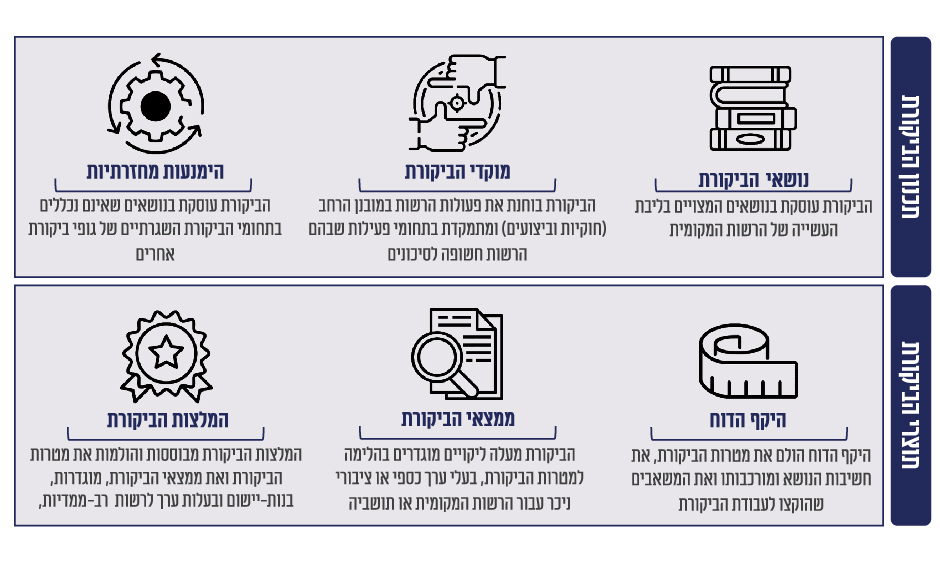 תכנון הביקורת
נושאי הביקורת
הביקורת עוסקת בנושאים המצויים בליבת
העשייה של הרשות המקומית
מוקדי הביקורת
הביקורת בוחנת את פעולות הרשות במובנן הרחב
(חוקיות וביצועים) ומתמקדת בתחומי פעילות שבהם
הרשות חשופה לסיכונים
הימנעות מחזרתיות
הביקורת עוסקת בנושאים שאינם נכללים
בתחומי הביקורת השגרתיים של גופי ביקורת
אחרים
תוצרי הביקורת
היקף הדוח
היקף הדוח הולם את מטרות הביקורת, את
חשיבות הנושא ומורכבותו ואת המשאבים
שהוקצו לעבודת הביקורת
ממצאי הביקורת
הביקורת מעלה ליקויים מוגדרים בהלימה
למטרות הביקורת, בעלי ערך כספי או ציבורי
ניכר עבור הרשות המקומית או תושביה
המלצות הביקורת
המלצות הביקורת מבוססות והולמות את מטרות
הביקורת ואת ממצאי הביקורת, מוגדרות,
בנות-יישום ובעלות ערך לרשות רב-ממדיות,